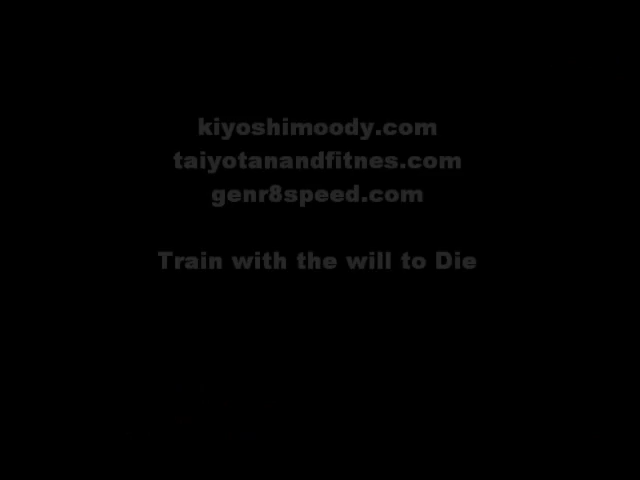 kiyoshimoody.com
taiyotanandfitnes.com
genr8speed.com
Train with the will to Die